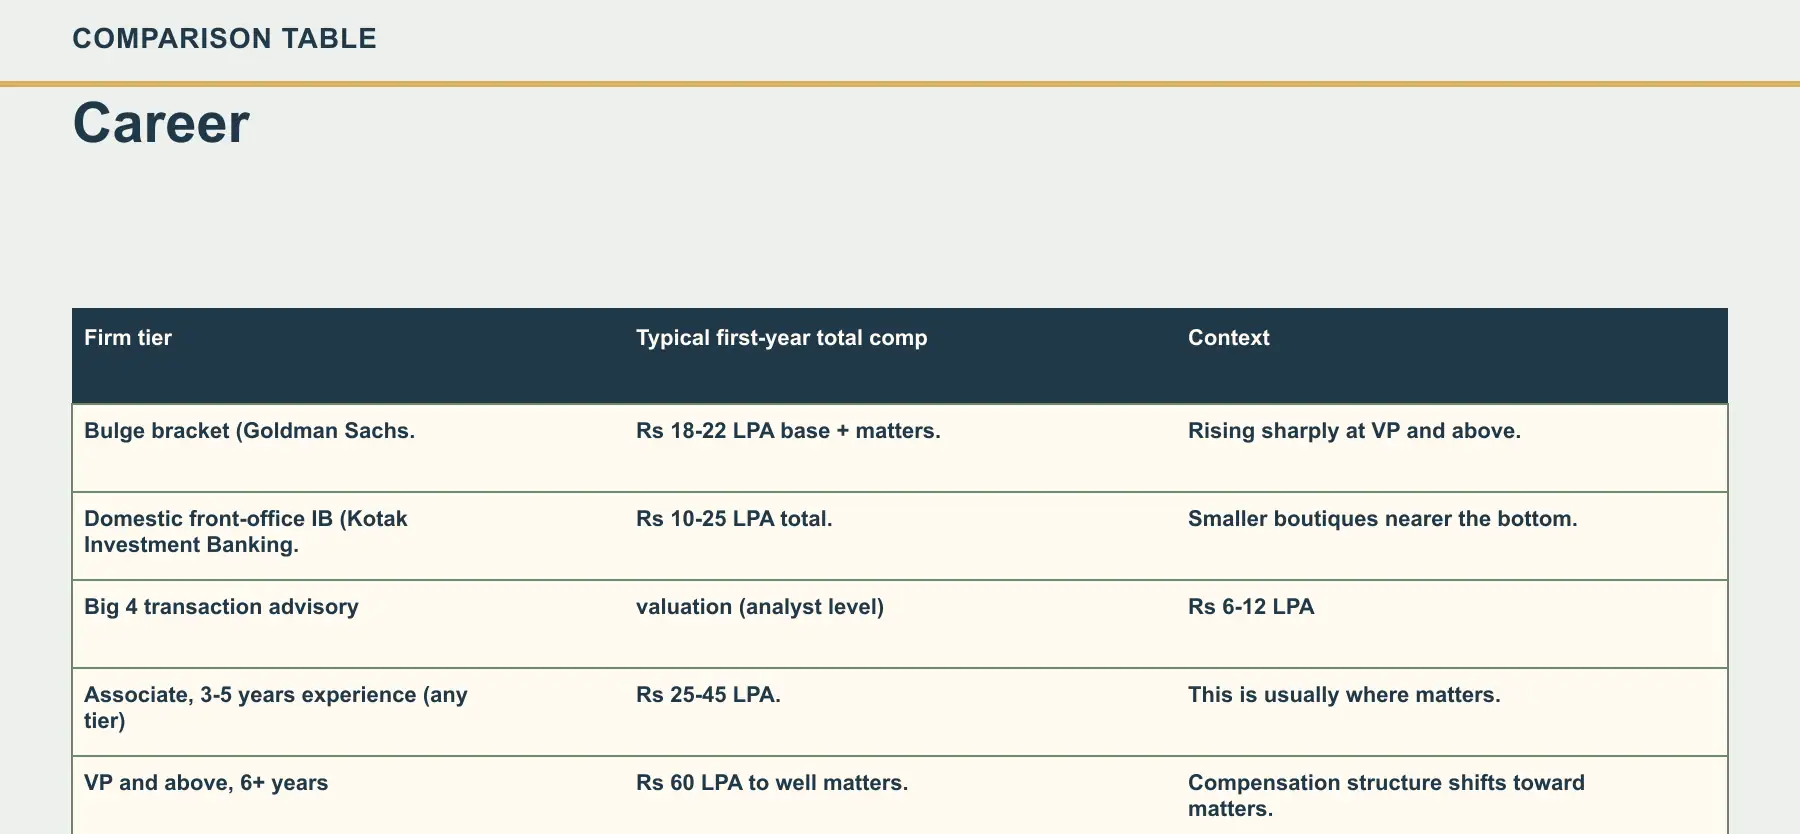 COMPARISON TABLE
Career
Firm tier
Typical first-year total comp
Context
Bulge bracket (Goldman Sachs.
Rs 18-22 LPA base + matters.
Rising sharply at VP and above.
Domestic front-office IB (Kotak
Investment Banking.
Rs 10-25 LPA total.
Smaller boutiques nearer the bottom.
Big 4 transaction advisory
valuation (analyst level)
Rs 6-12 LPA
Associate, 3-5 years experience (any
tier)
Rs 25-45 LPA.
This is usually where matters.
VP and above, 6+ years
Rs 60 LPA to well matters.
Compensation structure shifts toward
matters.